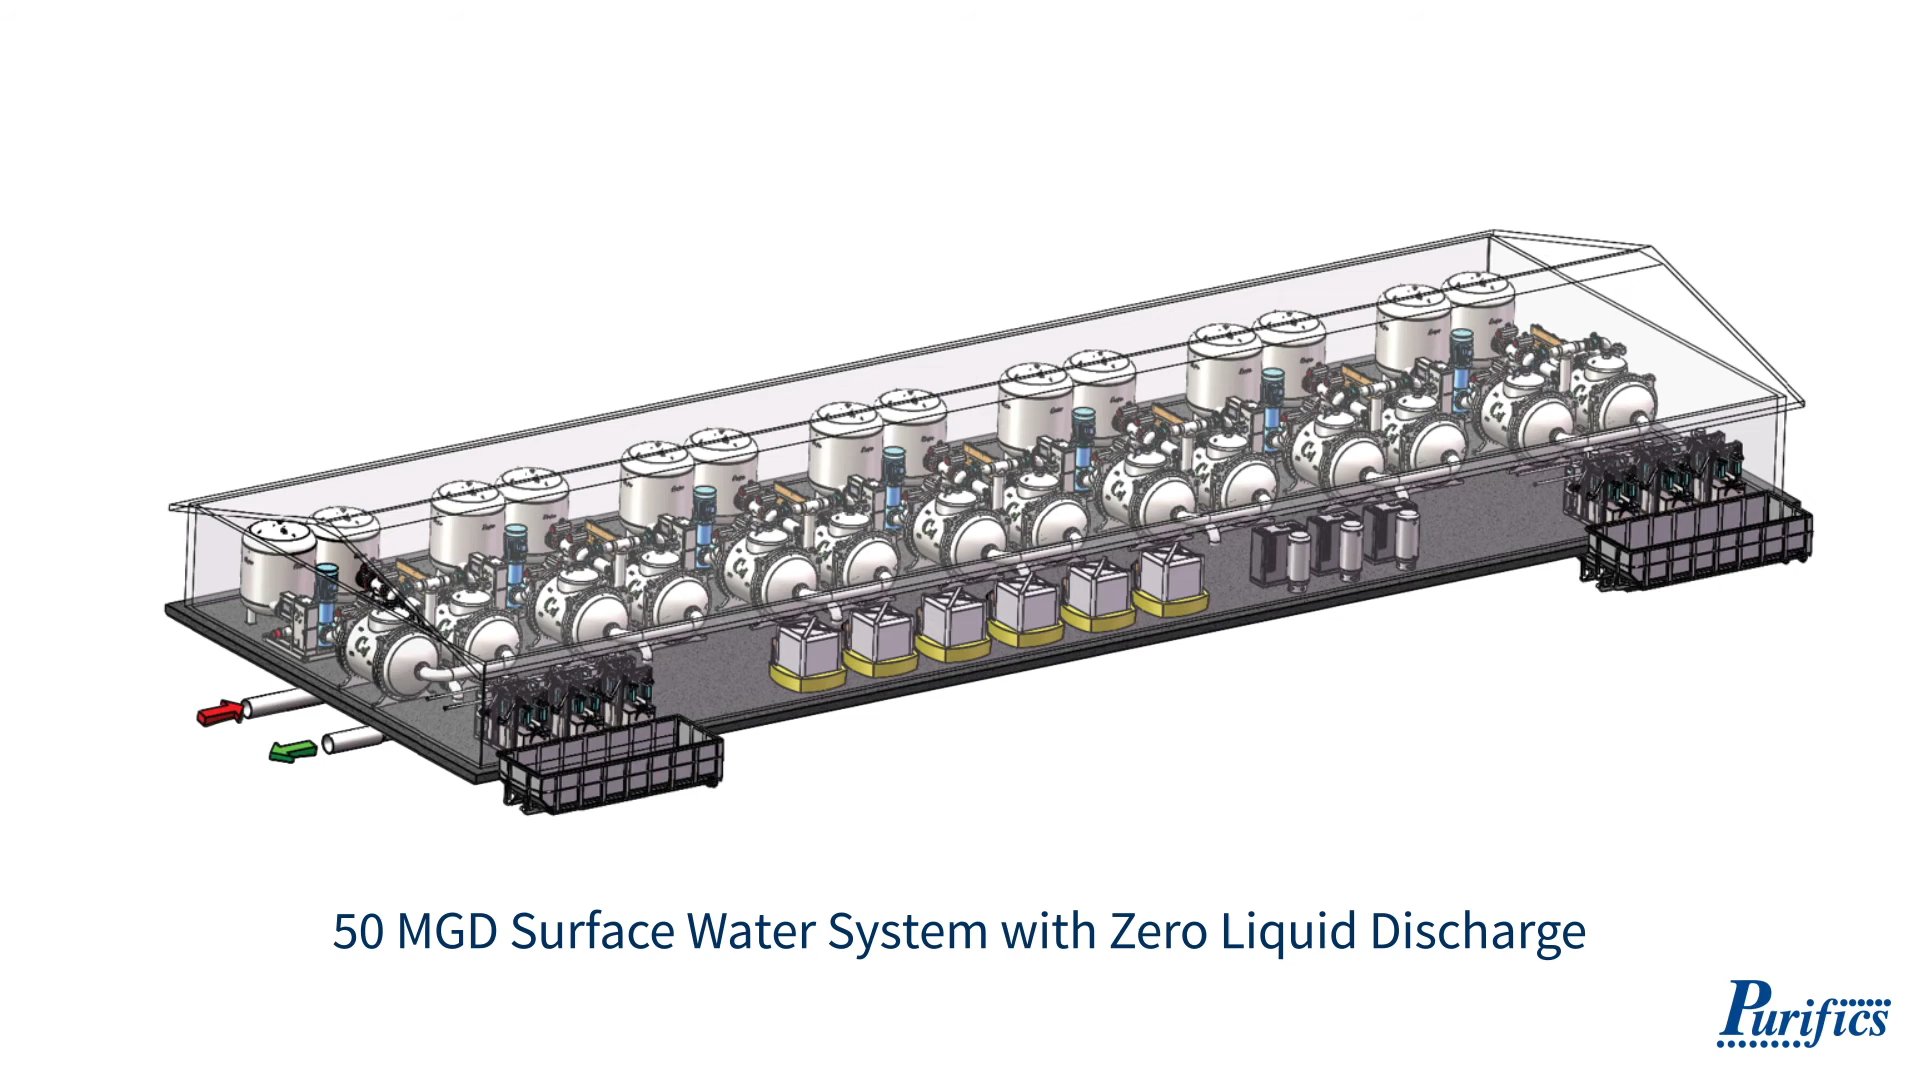 50 MGD Surface Water System with Zero Liquid Discharge
Purifics